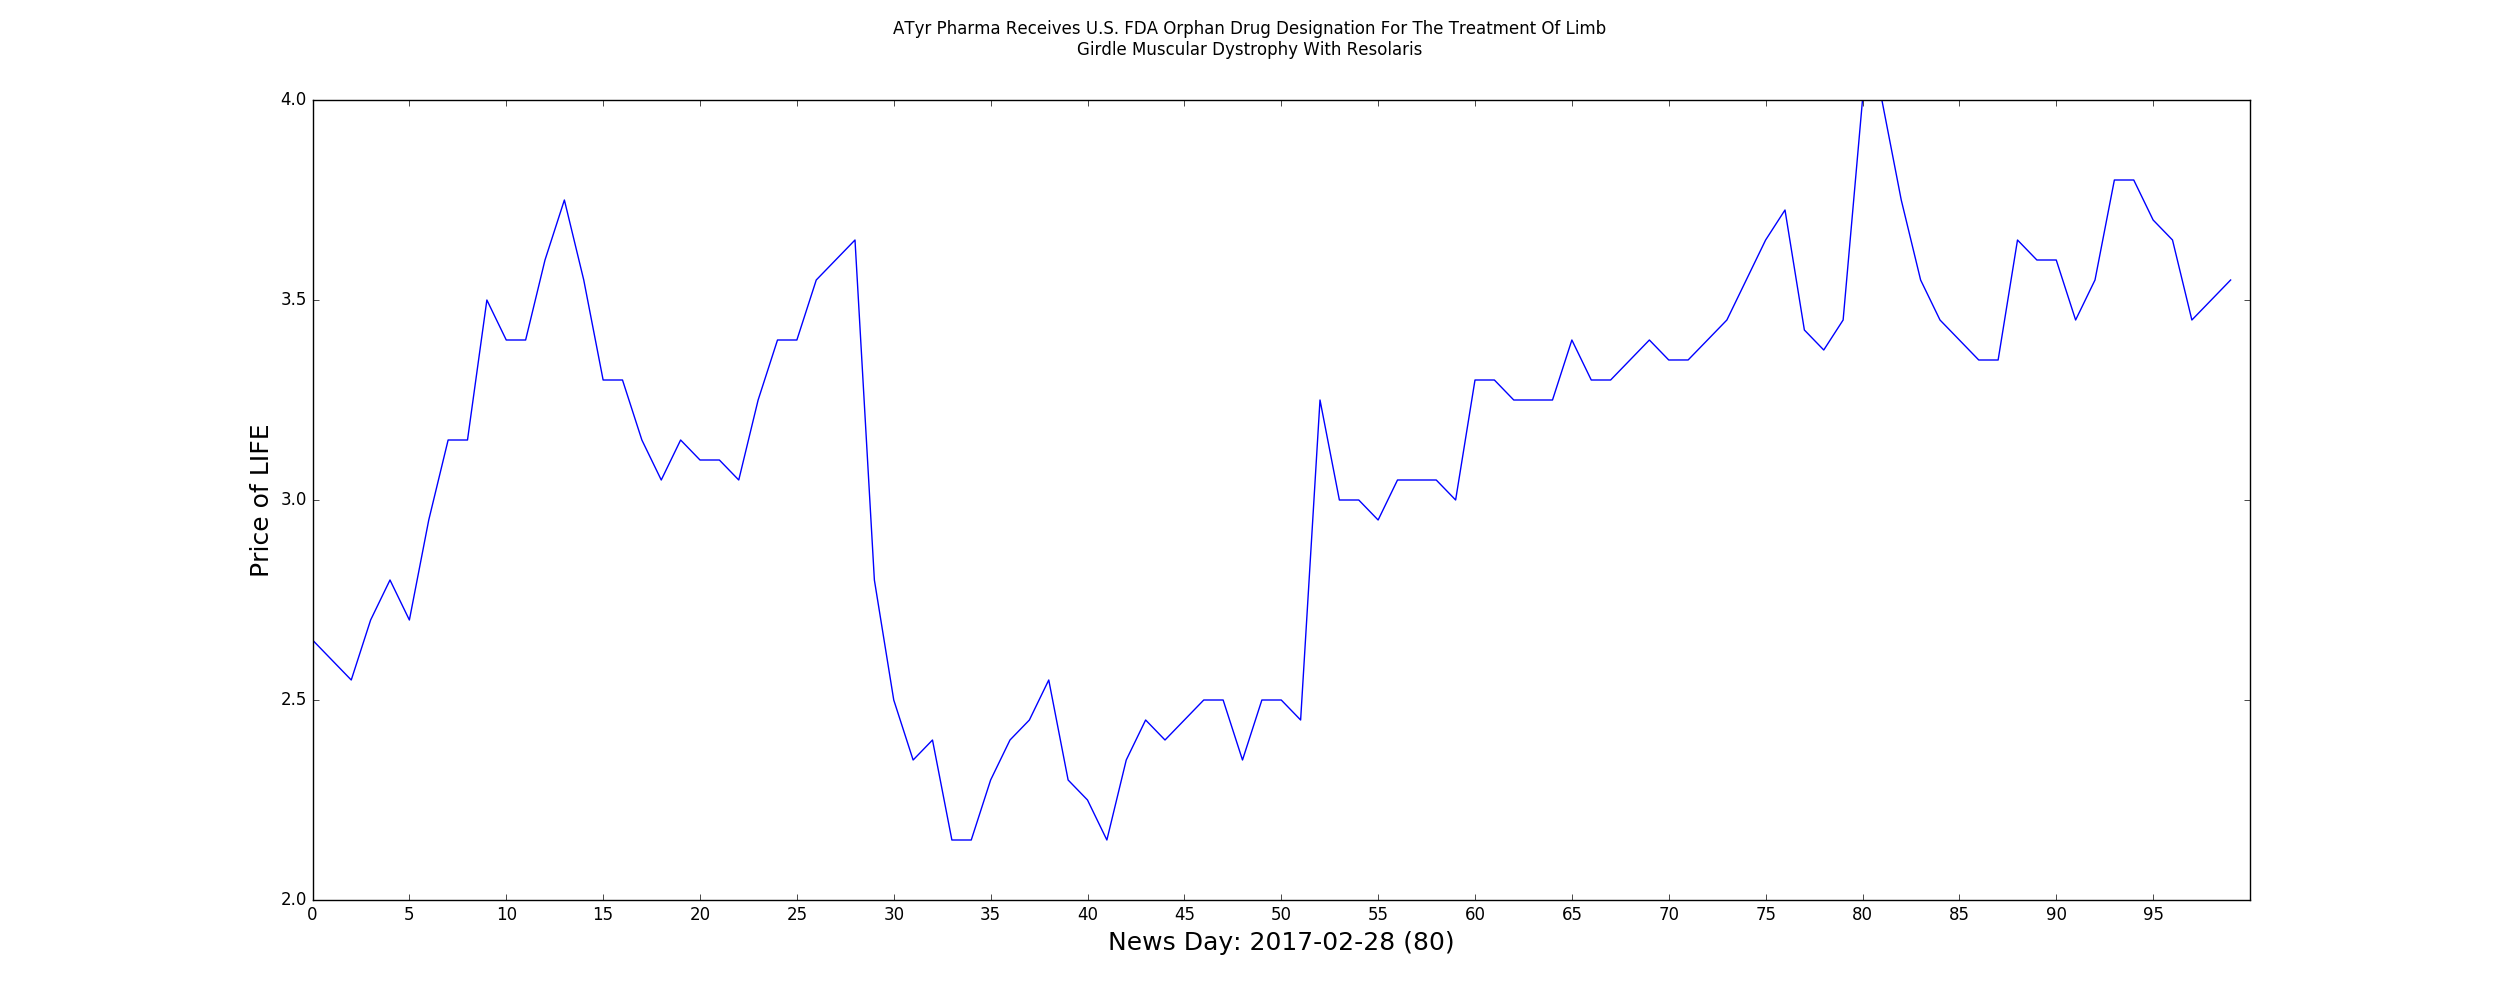 ATyr Pharma Receives U.S. FDA Orphan Drug Designation For The Treatment Of Limb
Girdle Muscular Dystrophy With Resolaris
4.0
3.5
3.0
2.5
2.0
Price of LIFE
0 5 10 15 20 25 30 35 40 45 50 55 60 65 70 75 80 85 90 95
News Day: 2017-02-28 (80)